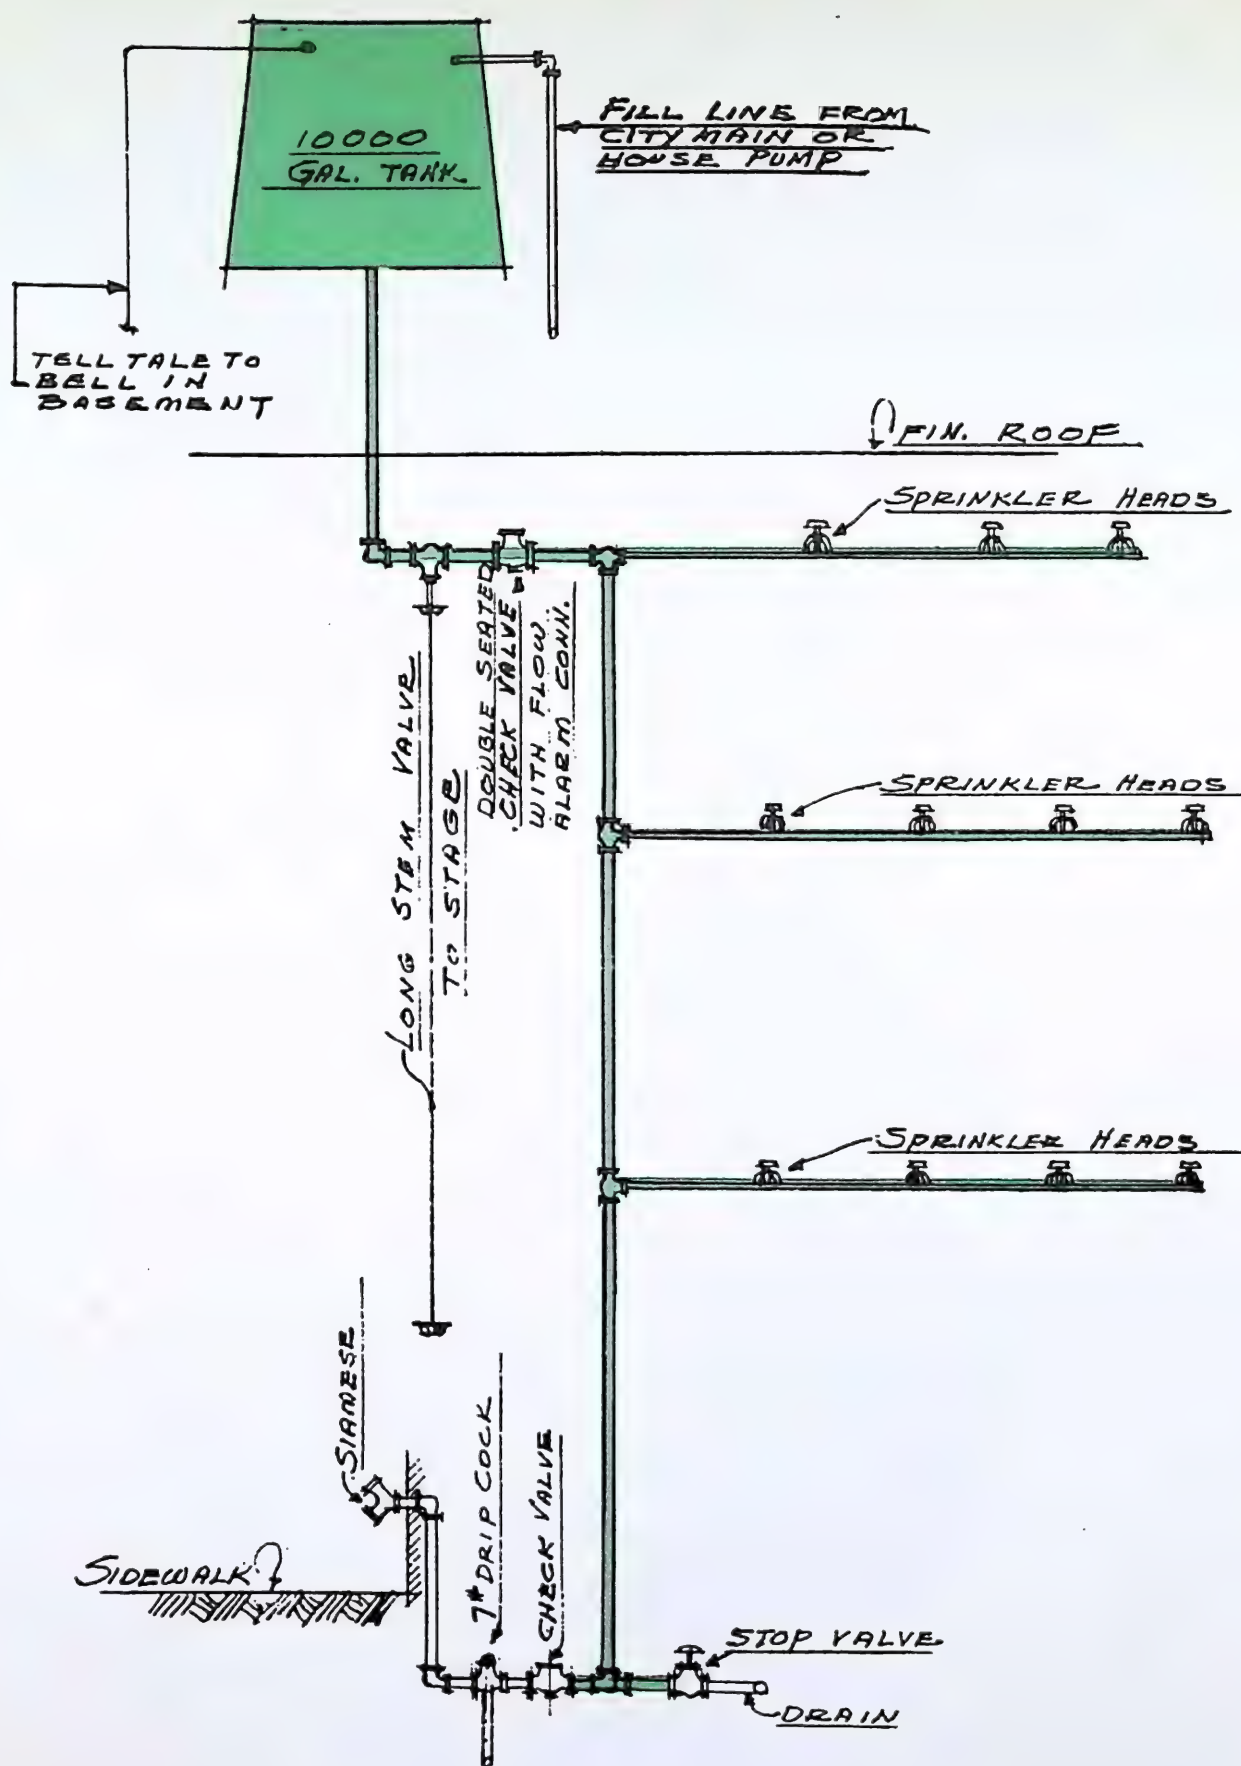 10000
GAL. TANK
FILL LINE FROM
CITY MAIN OR
HOUSE PUMP
TELL TALE TO
BELL IN
BASEMENT
FIN. ROOF
SPRINKLER HEADS
DOUBLE SEATED
CHECK VALVE
WITH FLOW
ALARM CONN.
LONG STEM VALVE
TO STAGE
SPRINKLER HEADS
SPRINKLER HEADS
SIAMESE
7# DRIP COCK
CHECK VALVE
SIDEWALK
STOP VALVE
DRAIN